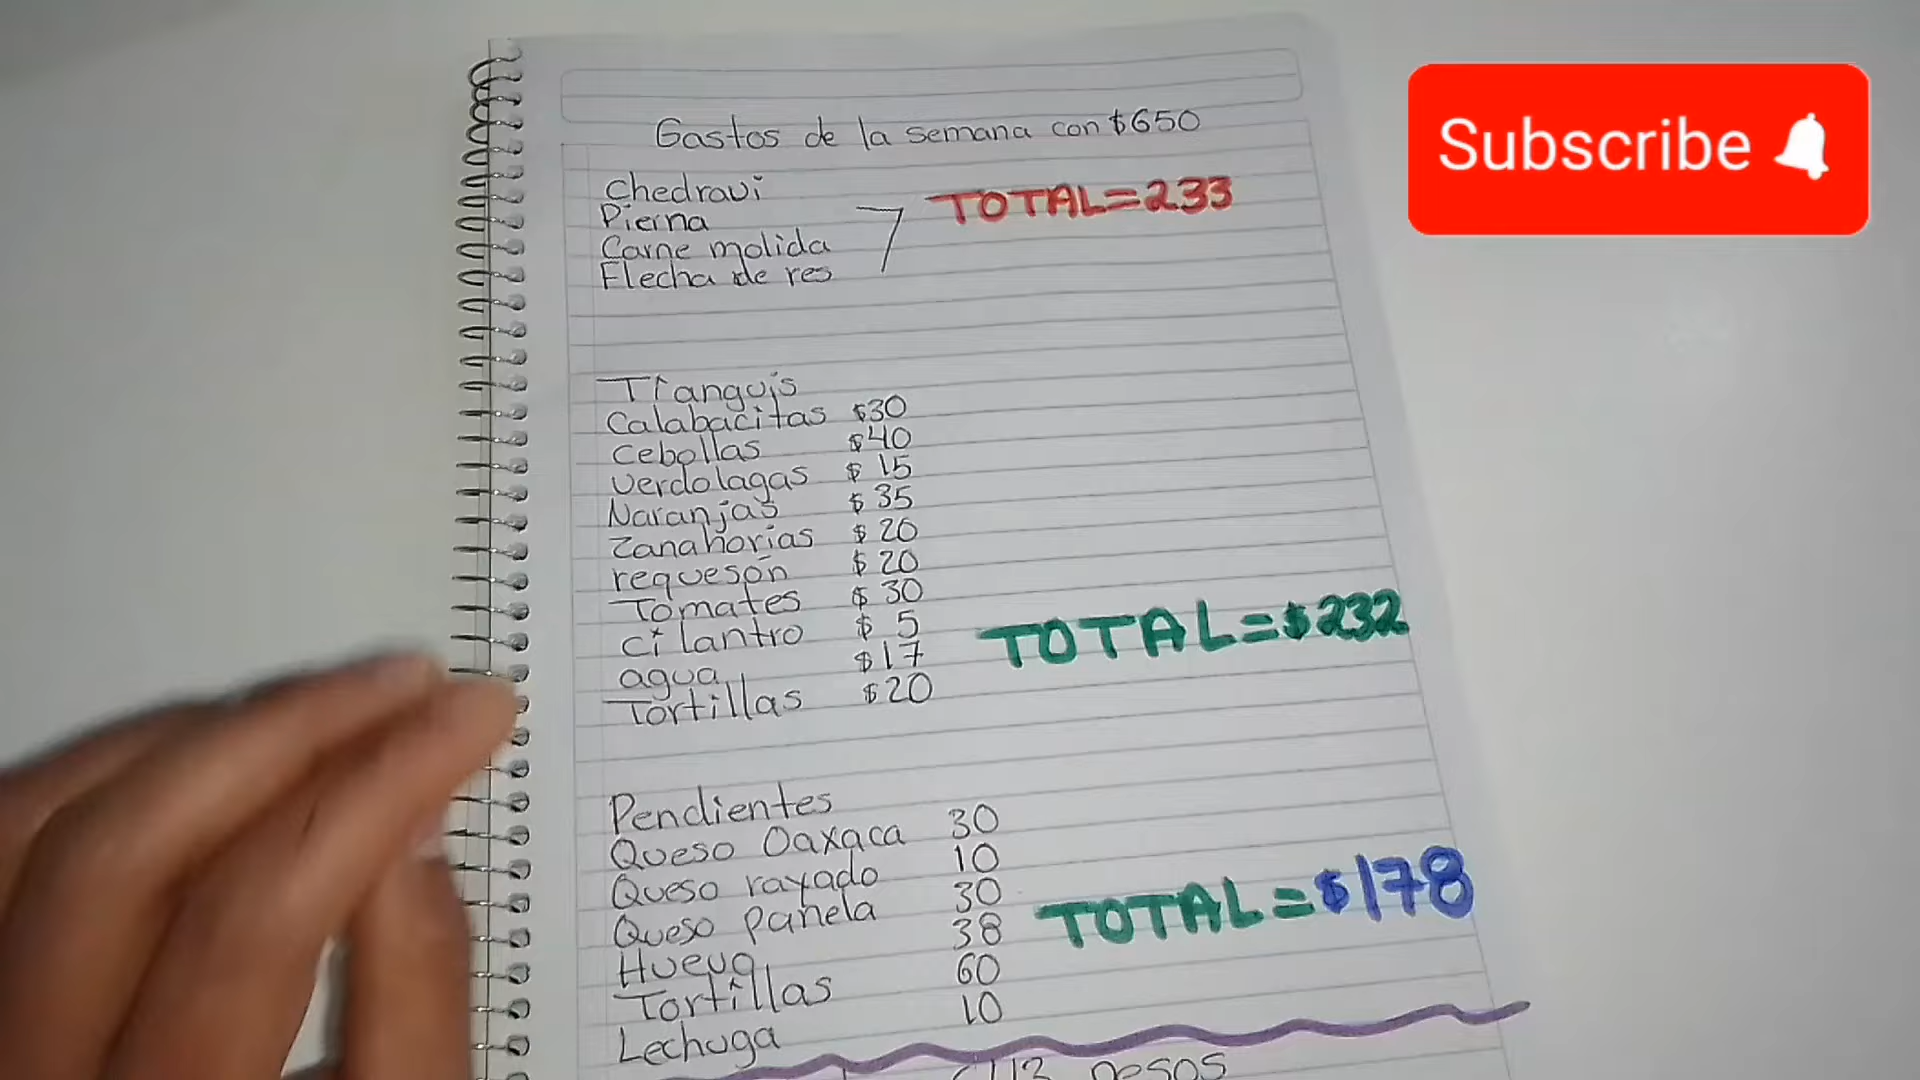 Gastos de la semana con $650
Subscribe
Chedraui
TOTAL=233
Pierna
Carne molida
Flecha de res
Tianguis
Calabacitas $30
Cebollas $40
verdolagas $15
Naranjas $35
Zanahorias $20
requesón $20
Tomates $30
cilantro $5
TOTAL=$232
agua $17
Tortillas $20
Pendientes
Queso Oaxaca 30
Queso rayado 10
Queso panela 30
TOTAL=$178
Huevo 38
Tortillas 60
Lechuga 10
pesos